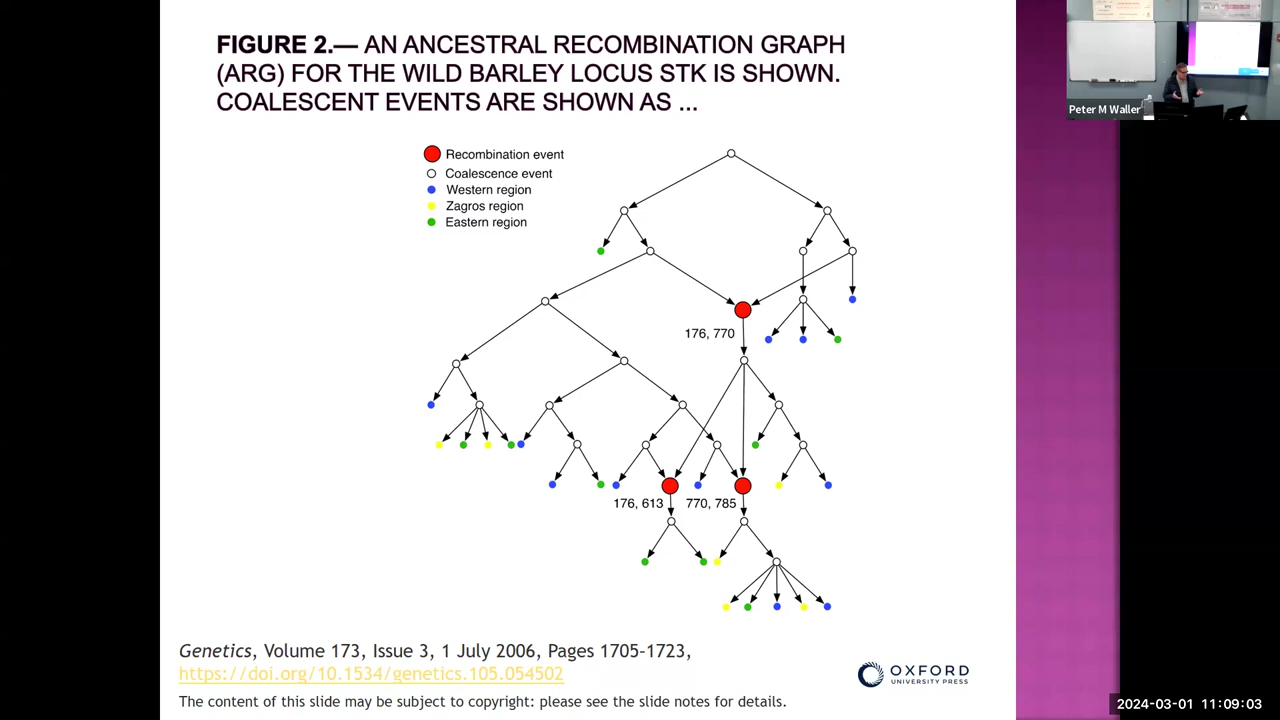 FIGURE 2.— AN ANCESTRAL RECOMBINATION GRAPH
(ARG) FOR THE WILD BARLEY LOCUS STK IS SHOWN.
COALESCENT EVENTS ARE SHOWN AS ...
Peter M Waller
Recombination event
Coalescence event
Western region
Zagros region
Eastern region
176, 770
176, 613
770, 785
Genetics, Volume 173, Issue 3, 1 July 2006, Pages 1705–1723,
https://doi.org/10.1534/genetics.105.054502
OXFORD
UNIVERSITY PRESS
The content of this slide may be subject to copyright: please see the slide notes for details.
2024-03-01 11:09:03